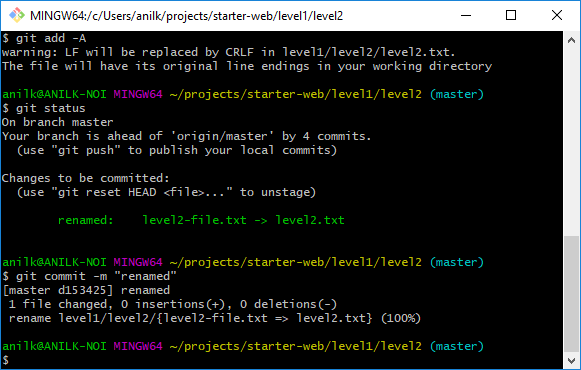 MINGW64:/c/Users/anilk/projects/starter-web/level1/level2
$ git add -A
warning: LF will be replaced by CRLF in level1/level2/level2.txt.
The file will have its original line endings in your working directory
anilk@ANILK-NOI MINGW64 ~/projects/starter-web/level1/level2 (master)
$ git status
On branch master
Your branch is ahead of 'origin/master' by 4 commits.
  (use "git push" to publish your local commits)
Changes to be committed:
  (use "git reset HEAD <file>..." to unstage)
        renamed:    level2-file.txt -> level2.txt
anilk@ANILK-NOI MINGW64 ~/projects/starter-web/level1/level2 (master)
$ git commit -m "renamed"
[master d153425] renamed
 1 file changed, 0 insertions(+), 0 deletions(-)
 rename level1/level2/{level2-file.txt => level2.txt} (100%)
anilk@ANILK-NOI MINGW64 ~/projects/starter-web/level1/level2 (master)
$